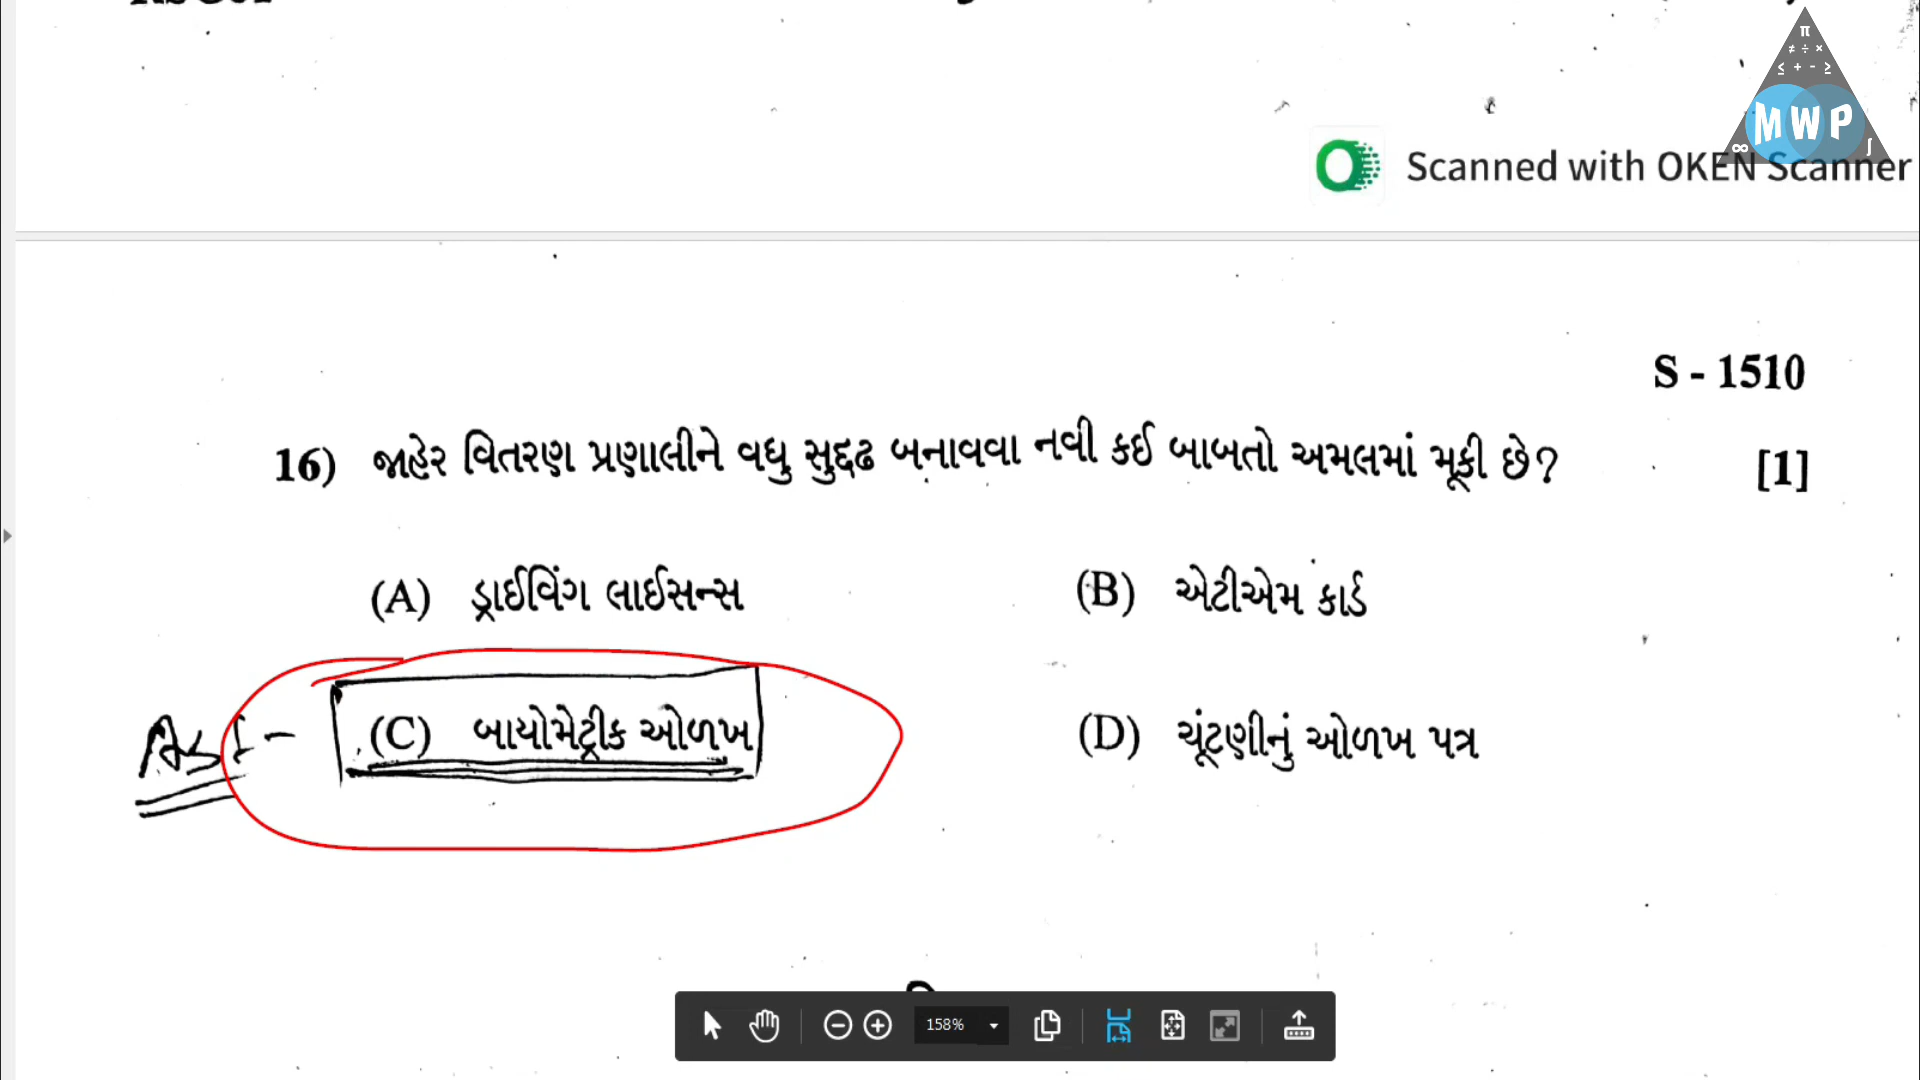 MWP
Scanned with OKEN Scanner
S - 1510
16) જાહેર વિતરણ પ્રણાલીને વધુ સુદ્દઢ બનાવવા નવી કઈ બાબતો અમલમાં મૂકી છે? [1]
(A) ડ્રાઈવિંગ લાઈસન્સ (B) એટીએમ કાર્ડ
(C) બાયોમેટ્રીક ઓળખ (D) ચૂંટણીનું ઓળખ પત્ર
158%